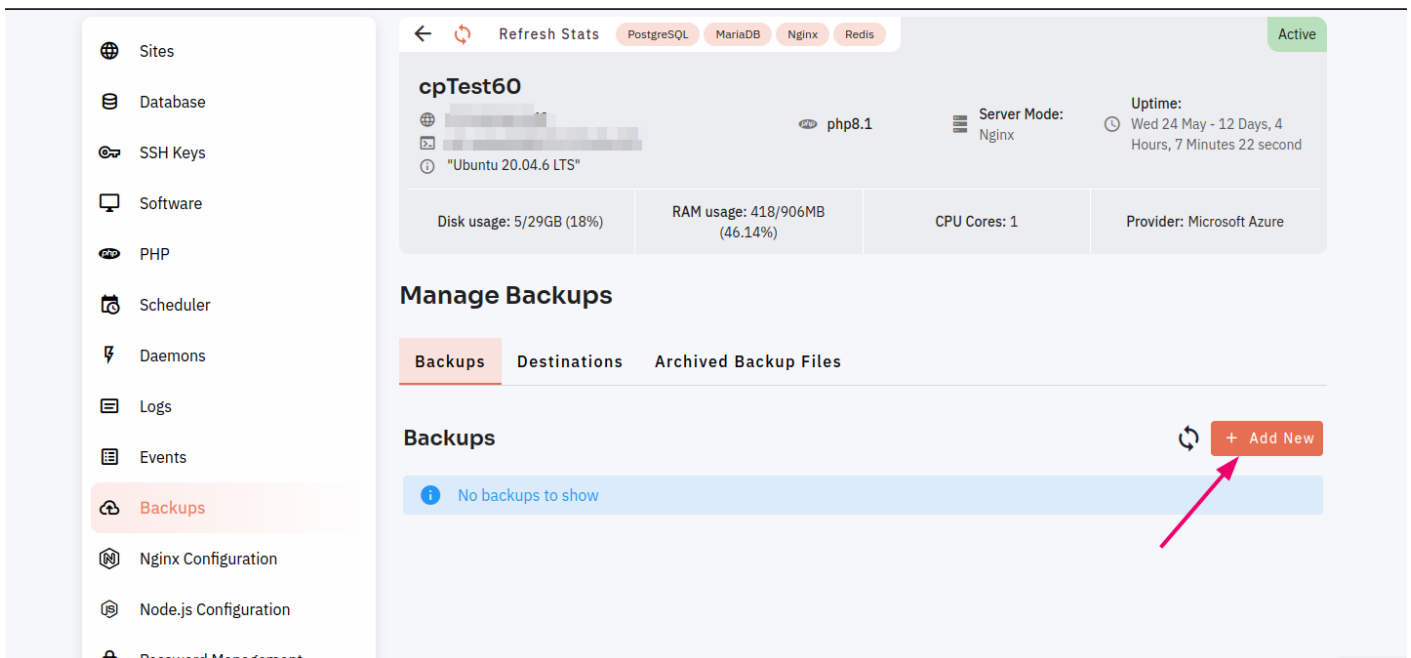 Sites
Database
SSH Keys
Software
PHP
Scheduler
Daemons
Logs
Events
Backups
Nginx Configuration
Node.js Configuration
Password Management
Refresh Stats PostgreSQL MariaDB Nginx Redis
Active
cpTest60
"Ubuntu 20.04.6 LTS"
php php8.1
Server Mode:
Nginx
Uptime:
Wed 24 May - 12 Days, 4
Hours, 7 Minutes 22 second
Disk usage: 5/29GB (18%)
RAM usage: 418/906MB
(46.14%)
CPU Cores: 1
Provider: Microsoft Azure
Manage Backups
Backups Destinations Archived Backup Files
Backups
+ Add New
No backups to show